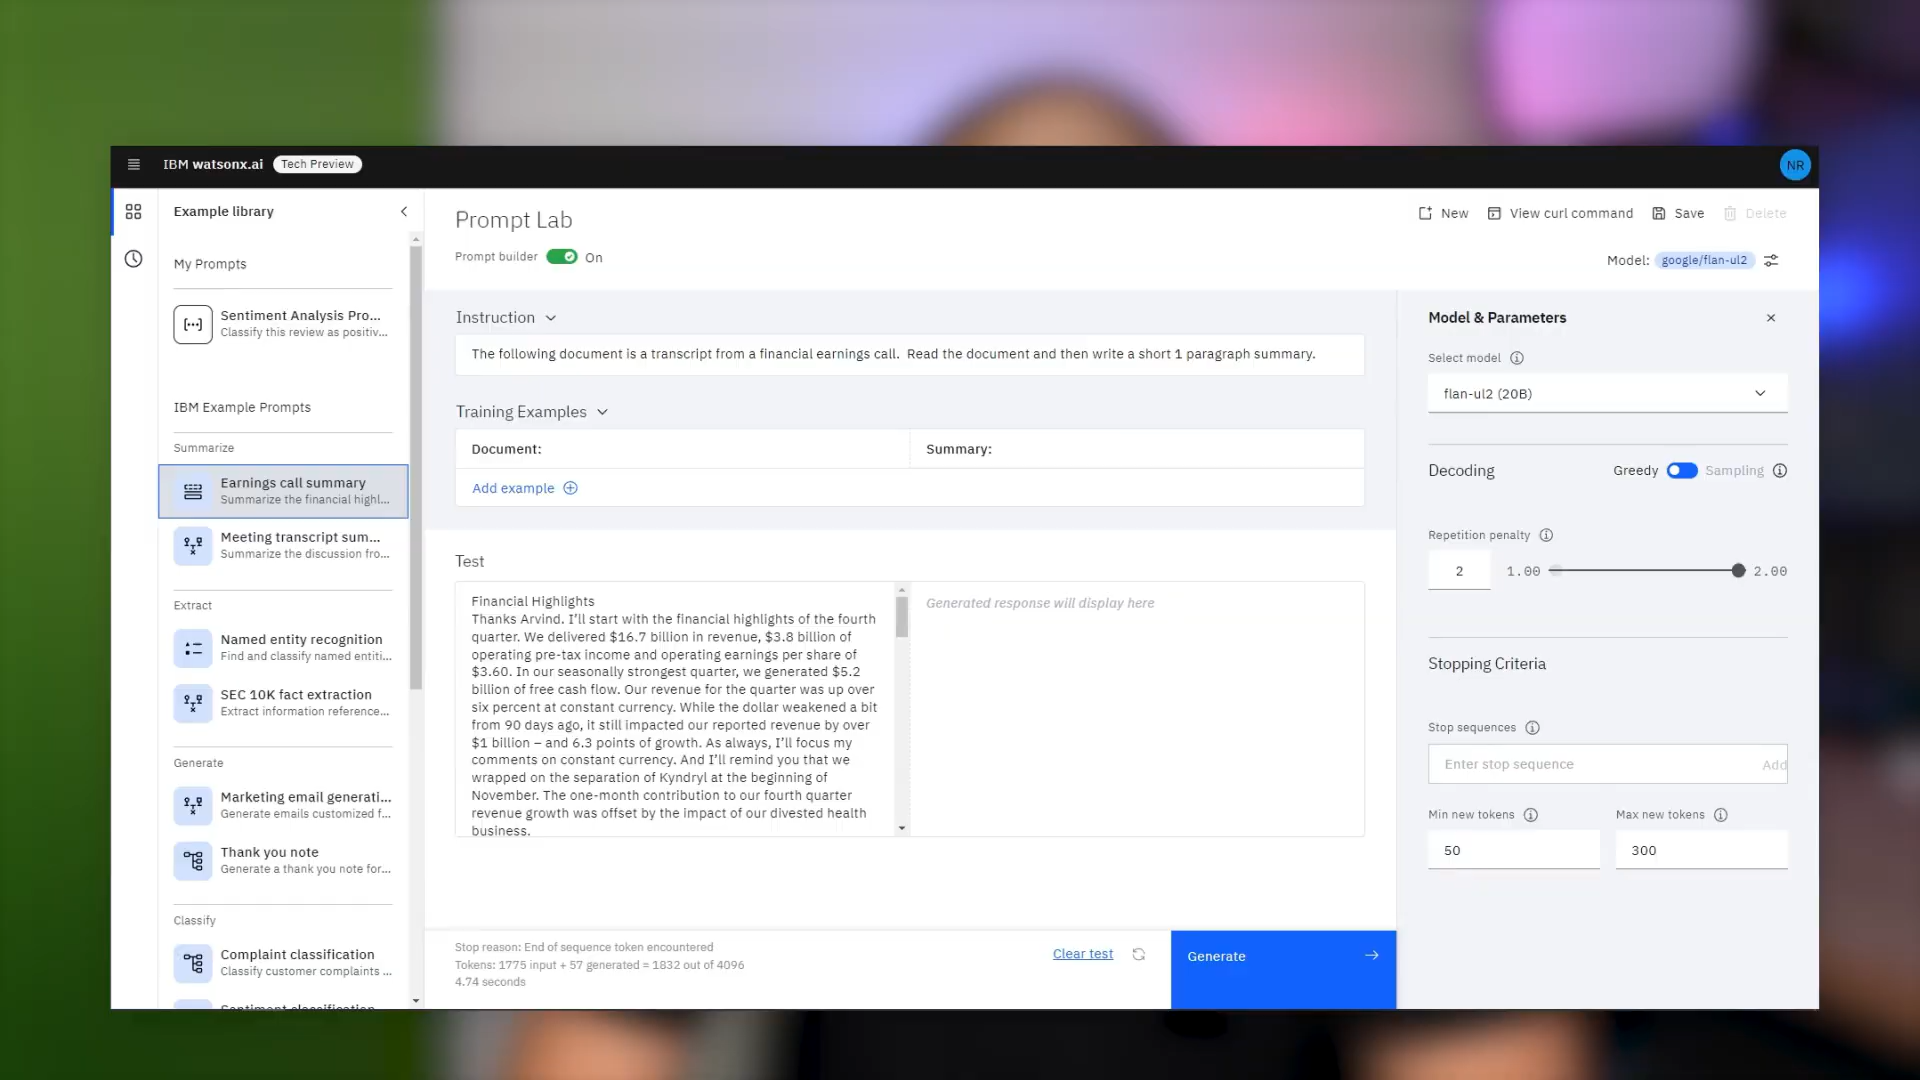 IBM watsonx.ai
Tech Preview
NR
Example library
My Prompts
Sentiment Analysis Pro...
Classify this review as positiv...
IBM Example Prompts
Summarize
Earnings call summary
Summarize the financial highl...
Meeting transcript sum...
Summarize the discussion fro...
Extract
Named entity recognition
Find and classify named entiti...
SEC 10K fact extraction
Extract information reference...
Generate
Marketing email generati...
Generate emails customized f...
Thank you note
Generate a thank you note for...
Classify
Complaint classification
Classify customer complaints ...
Sentiment classification
Prompt Lab
Prompt builder
On
New
View curl command
Save
Delete
Model: google/flan-ul2
Instruction
The following document is a transcript from a financial earnings call. Read the document and then write a short 1 paragraph summary.
Training Examples
Document:
Summary:
Add example
Test
Financial Highlights
Thanks Arvind. I'll start with the financial highlights of the fourth
quarter. We delivered $16.7 billion in revenue, $3.8 billion of
operating pre-tax income and operating earnings per share of
$3.60. In our seasonally strongest quarter, we generated $5.2
billion of free cash flow. Our revenue for the quarter was up over
six percent at constant currency. While the dollar weakened a bit
from 90 days ago, it still impacted our reported revenue by over
$1 billion – and 6.3 points of growth. As always, I'll focus my
comments on constant currency. And I'll remind you that we
wrapped on the separation of Kyndryl at the beginning of
November. The one-month contribution to our fourth quarter
revenue growth was offset by the impact of our divested health
business.
Generated response will display here
Stop reason: End of sequence token encountered
Tokens: 1775 input + 57 generated = 1832 out of 4096
4.74 seconds
Clear test
Generate
Model & Parameters
Select model
flan-ul2 (20B)
Decoding
Greedy
Sampling
Repetition penalty
2
1.00
2.00
Stopping Criteria
Stop sequences
Enter stop sequence
Add
Min new tokens
Max new tokens
50
300